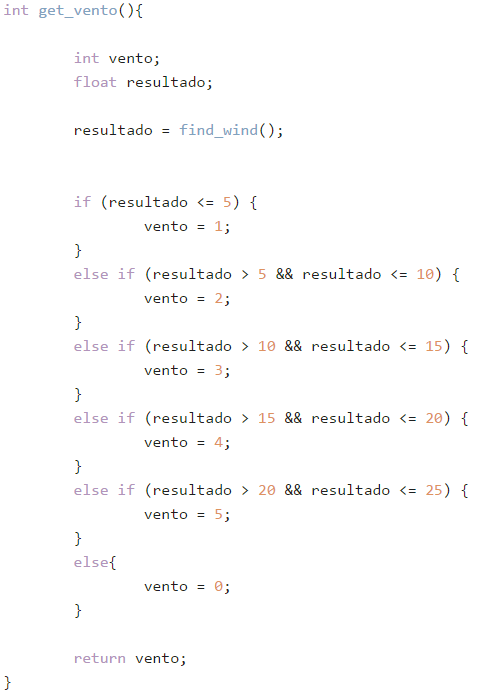 int get_vento(){
int vento;
float resultado;
resultado = find_wind();
if (resultado <= 5) {
vento = 1;
}
else if (resultado > 5 && resultado <= 10) {
vento = 2;
}
else if (resultado > 10 && resultado <= 15) {
vento = 3;
}
else if (resultado > 15 && resultado <= 20) {
vento = 4;
}
else if (resultado > 20 && resultado <= 25) {
vento = 5;
}
else{
vento = 0;
}
return vento;
}